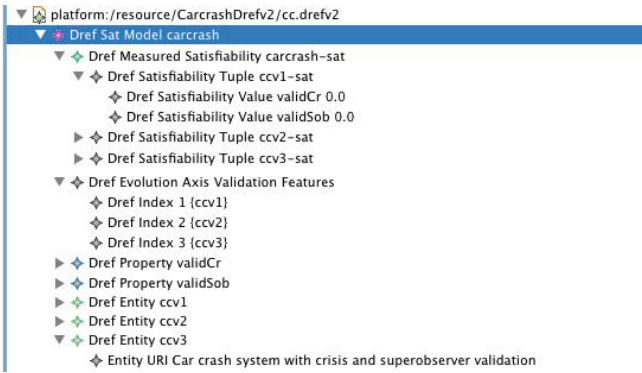 platform:/resource/CarcrashDrefv2/cc.drefv2
Dref Sat Model carcrash
Dref Measured Satisfiability carcrash-sat
Dref Satisfiability Tuple ccv1-sat
Dref Satisfiability Value validCr 0.0
Dref Satisfiability Value validSob 0.0
Dref Satisfiability Tuple ccv2-sat
Dref Satisfiability Tuple ccv3-sat
Dref Evolution Axis Validation Features
Dref Index 1 {ccv1}
Dref Index 2 {ccv2}
Dref Index 3 {ccv3}
Dref Property validCr
Dref Property validSob
Dref Entity ccv1
Dref Entity ccv2
Dref Entity ccv3
Entity URI Car crash system with crisis and superobserver validation